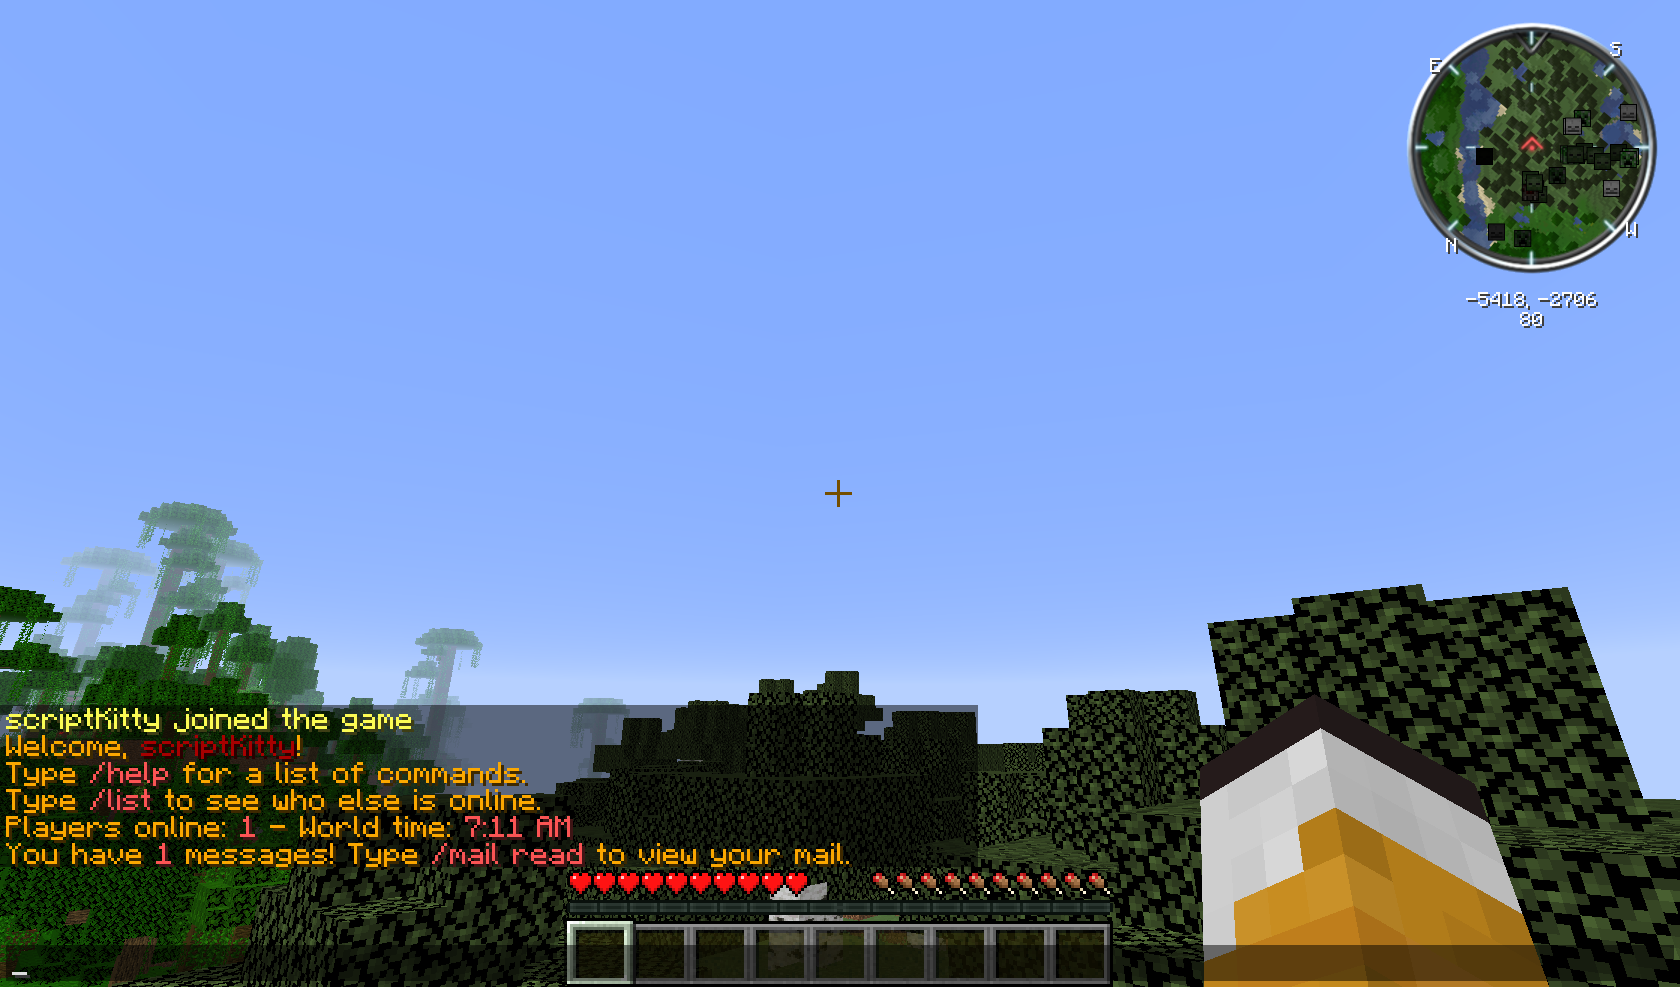 E
S
N
W
-5418, -2706
80
scriptKitty joined the game
Welcome, scriptKitty!
Type /help for a list of commands.
Type /list to see who else is online.
Players online: 1 - World time: 7:11 AM
You have 1 messages! Type /mail read to view your mail.
_